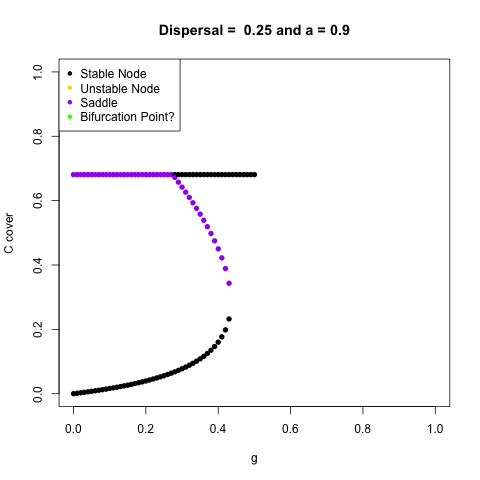 Dispersal =  0.25 and a = 0.9
Stable Node
Unstable Node
Saddle
Bifurcation Point?
C cover
1.0
0.8
0.6
0.4
0.2
0.0
0.0 0.2 0.4 0.6 0.8 1.0
g